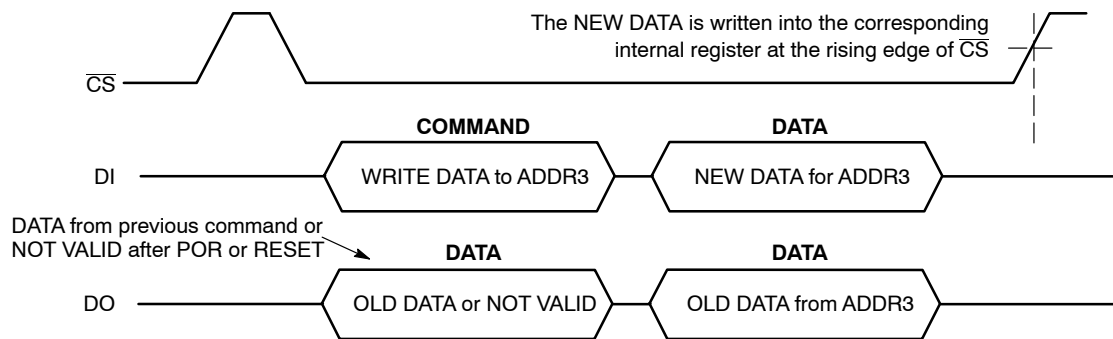 The NEW DATA is written into the corresponding
internal register at the rising edge of C̅S̅
C̅S̅
COMMAND
DATA
DI
WRITE DATA to ADDR3
NEW DATA for ADDR3
DATA from previous command or
NOT VALID after POR or RESET
DATA
DATA
DO
OLD DATA or NOT VALID
OLD DATA from ADDR3